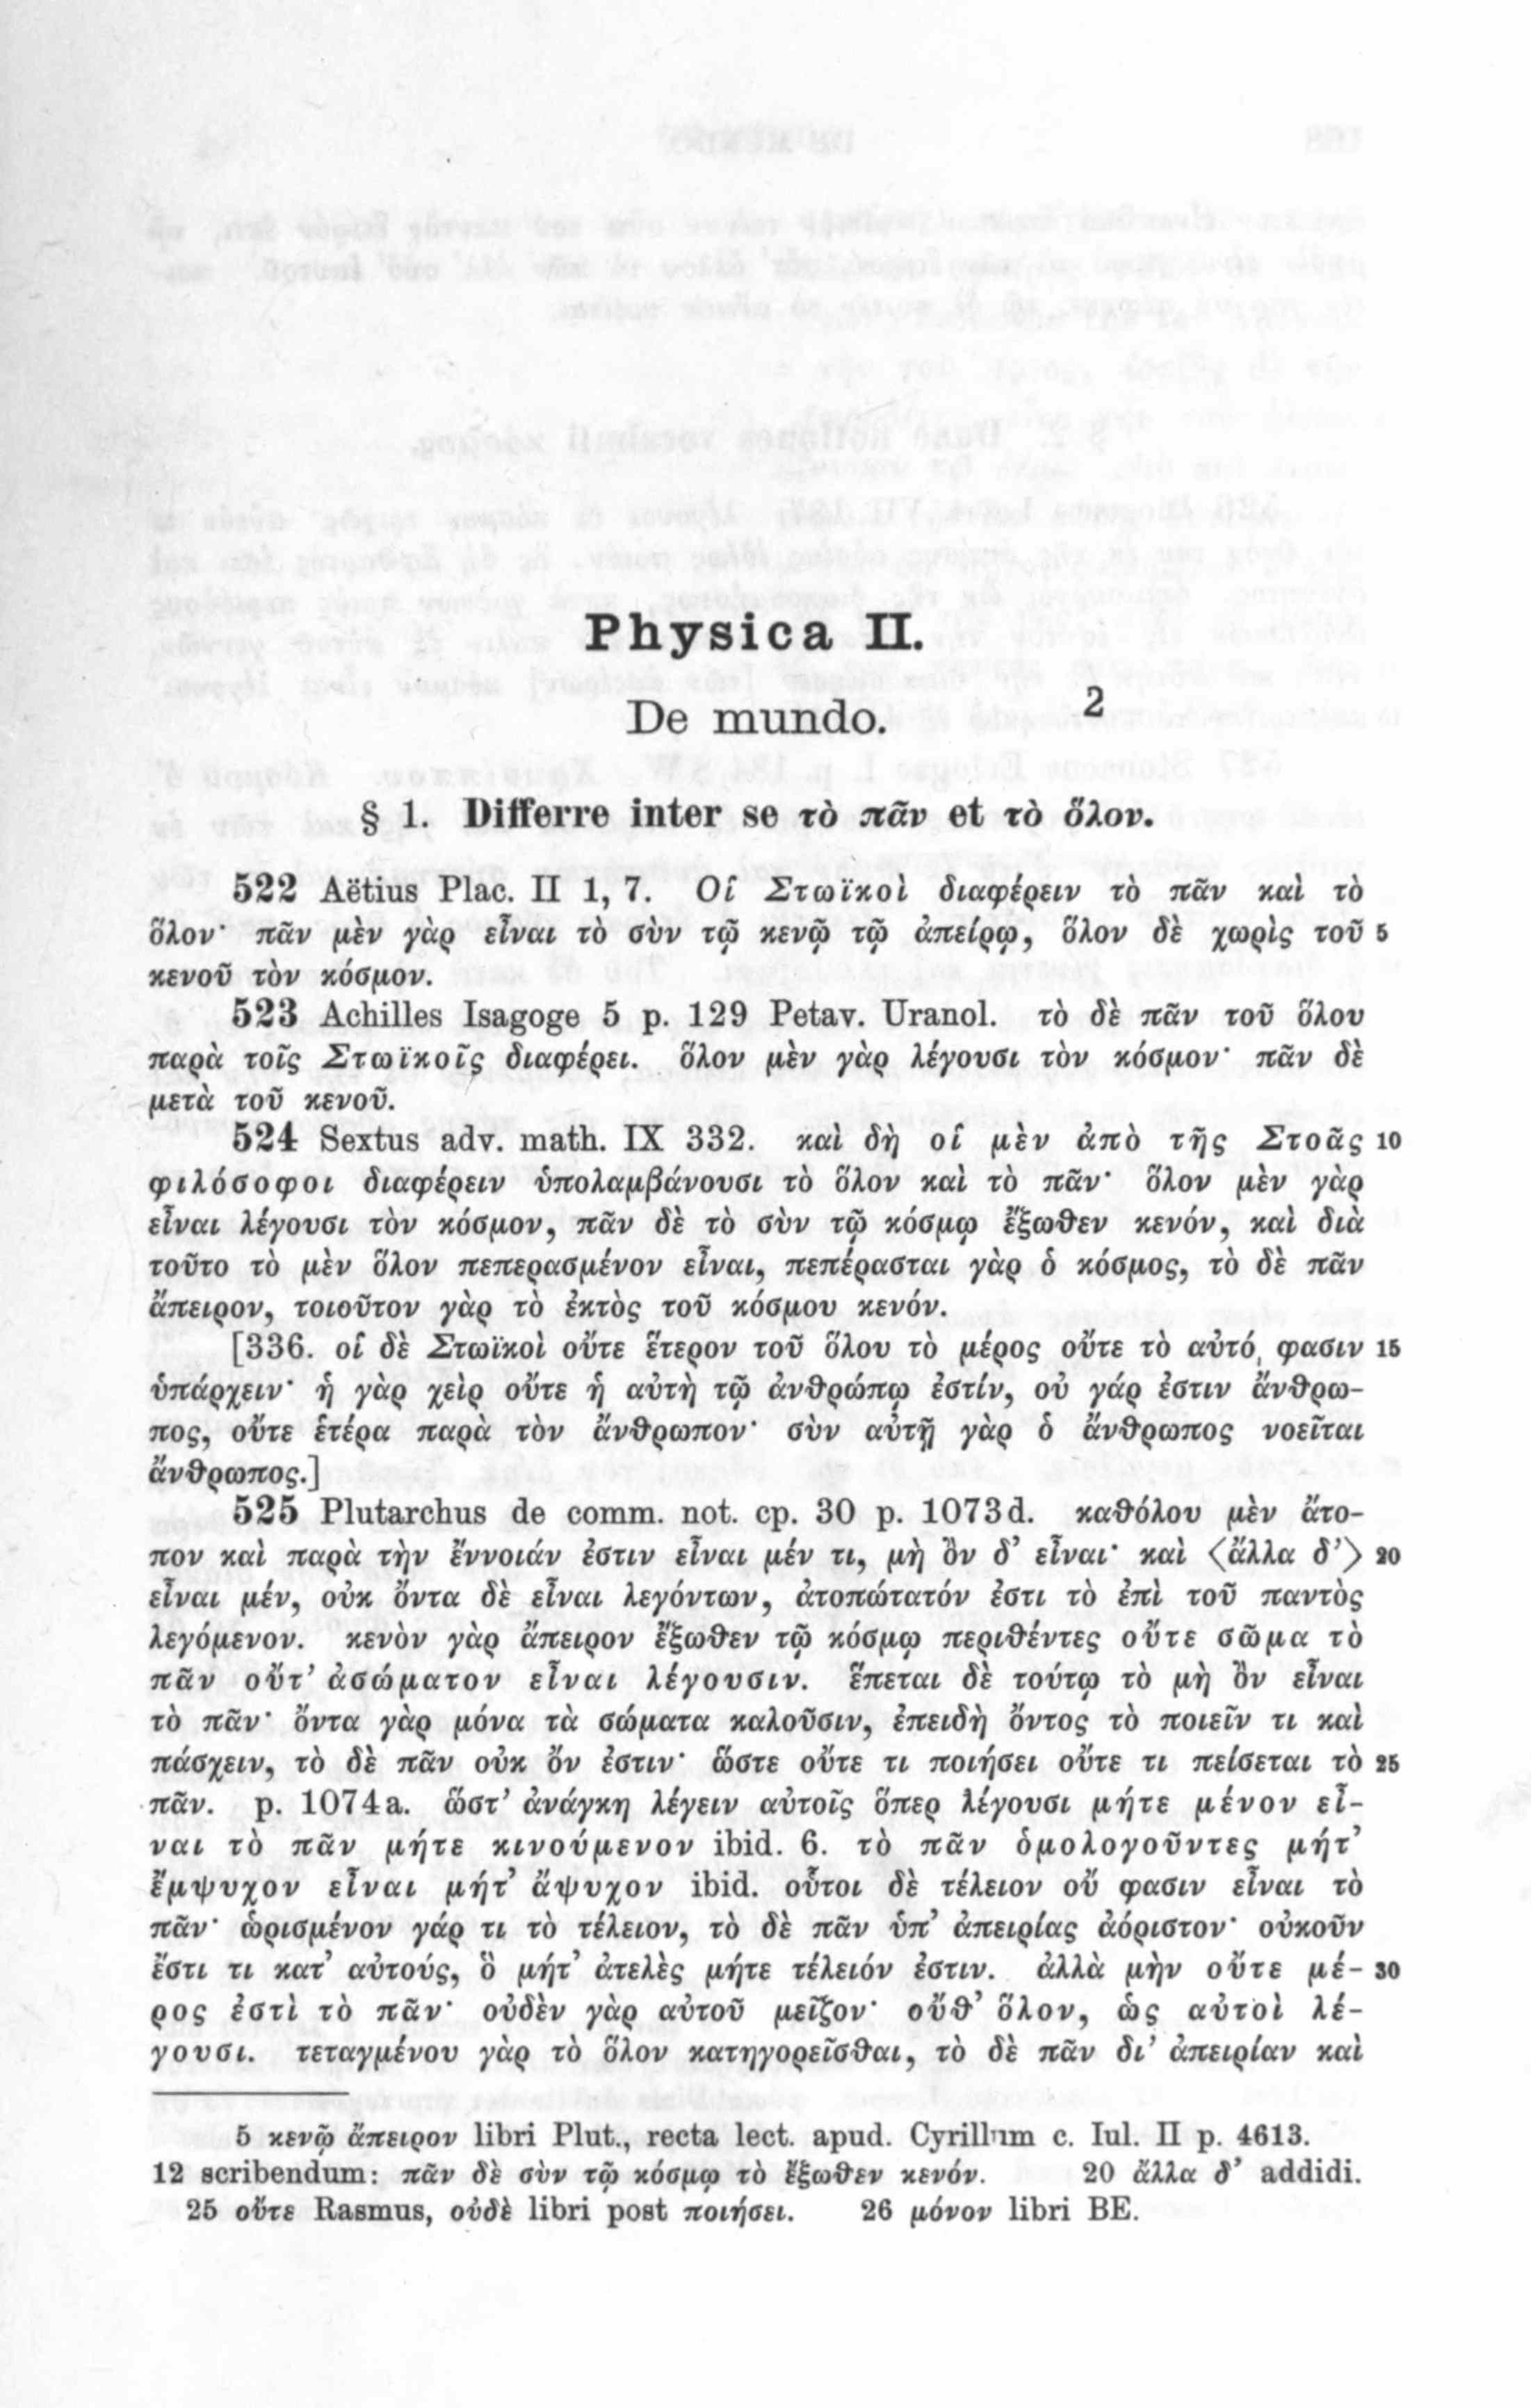 Physica II.
De mundo. 2
§ 1. Differre inter se τὸ πᾶν et τὸ ὅλον.
522 Aëtius Plac. II 1, 7. Οἱ Στωϊκοὶ διαφέρειν τὸ πᾶν καὶ τὸ
ὅλον· πᾶν μὲν γὰρ εἶναι τὸ σὺν τῷ κενῷ τῷ ἀπείρῳ, ὅλον δὲ χωρὶς τοῦ 5
κενοῦ τὸν κόσμον.
523 Achilles Isagoge 5 p. 129 Petav. Uranol. τὸ δὲ πᾶν τοῦ ὅλου
παρὰ τοῖς Στωϊκοῖς διαφέρει. ὅλον μὲν γὰρ λέγουσι τὸν κόσμον· πᾶν δὲ
μετὰ τοῦ κενοῦ.
524 Sextus adv. math. IX 332. καὶ δὴ οἱ μὲν ἀπὸ τῆς Στοᾶς 10
φιλόσοφοι διαφέρειν ὑπολαμβάνουσι τὸ ὅλον καὶ τὸ πᾶν· ὅλον μὲν γὰρ
εἶναι λέγουσι τὸν κόσμον, πᾶν δὲ τὸ σὺν τῷ κόσμῳ ἔξωθεν κενόν, καὶ διὰ
τοῦτο τὸ μὲν ὅλον πεπερασμένον εἶναι, πεπέρασται γὰρ ὁ κόσμος, τὸ δὲ πᾶν
ἄπειρον, τοιοῦτον γὰρ τὸ ἐκτὸς τοῦ κόσμου κενόν.
[336. οἱ δὲ Στωϊκοὶ οὔτε ἕτερον τοῦ ὅλου τὸ μέρος οὔτε τὸ αὐτό, φασιν 15
ὑπάρχειν· ἡ γὰρ χεὶρ οὔτε ἡ αὐτὴ τῷ ἀνθρώπῳ ἐστίν, οὐ γάρ ἐστιν ἄνθρω-
πος, οὔτε ἑτέρα παρὰ τὸν ἄνθρωπον· σὺν αὐτῇ γὰρ ὁ ἄνθρωπος νοεῖται
ἄνθρωπος.]
525 Plutarchus de comm. not. cp. 30 p. 1073d. καθόλου μὲν ἄτο-
πον καὶ παρὰ τὴν ἔννοιάν ἐστιν εἶναι μέν τι, μὴ ὂν δ’ εἶναι· καὶ ⟨ἄλλα δ’⟩ 20
εἶναι μέν, οὐκ ὄντα δὲ εἶναι λεγόντων, ἀτοπώτατόν ἐστι τὸ ἐπὶ τοῦ παντὸς
λεγόμενον. κενὸν γὰρ ἄπειρον ἔξωθεν τῷ κόσμῳ περιθέντες οὔτε σῶμα τὸ
πᾶν οὔτ’ ἀσώματον εἶναι λέγουσιν. ἕπεται δὲ τούτῳ τὸ μὴ ὂν εἶναι
τὸ πᾶν· ὄντα γὰρ μόνα τὰ σώματα καλοῦσιν, ἐπειδὴ ὄντος τὸ ποιεῖν τι καὶ
πάσχειν, τὸ δὲ πᾶν οὐκ ὄν ἐστιν· ὥστε οὔτε τι ποιήσει οὔτε τι πείσεται τὸ 25
πᾶν. p. 1074a. ὥστ’ ἀνάγκη λέγειν αὐτοῖς ὅπερ λέγουσι μήτε μένον εἶ-
ναι τὸ πᾶν μήτε κινούμενον ibid. 6. τὸ πᾶν ὁμολογοῦντες μήτ’
ἔμψυχον εἶναι μήτ’ ἄψυχον ibid. οὗτοι δὲ τέλειον οὔ φασιν εἶναι τὸ
πᾶν· ὡρισμένον γάρ τι τὸ τέλειον, τὸ δὲ πᾶν ὑπ’ ἀπειρίας ἀόριστον· οὐκοῦν
ἔστι τι κατ’ αὐτούς, ὃ μήτ’ ἀτελὲς μήτε τέλειόν ἐστιν. ἀλλὰ μὴν οὔτε μέ- 30
ρος ἐστὶ τὸ πᾶν· οὐδὲν γὰρ αὐτοῦ μεῖζον· οὔθ’ ὅλον, ὡς αὐτοὶ λέ-
γουσι. τεταγμένου γὰρ τὸ ὅλον κατηγορεῖσθαι, τὸ δὲ πᾶν δι’ ἀπειρίαν καὶ
5 κενῷ ἄπειρον libri Plut., recta lect. apud. Cyrillum c. Iul. II p. 4613.
12 scribendum: πᾶν δὲ σὺν τῷ κόσμῳ τὸ ἔξωθεν κενόν. 20 ἄλλα δ’ addidi.
25 οὔτε Rasmus, οὐδὲ libri post ποιήσει. 26 μόνον libri BE.